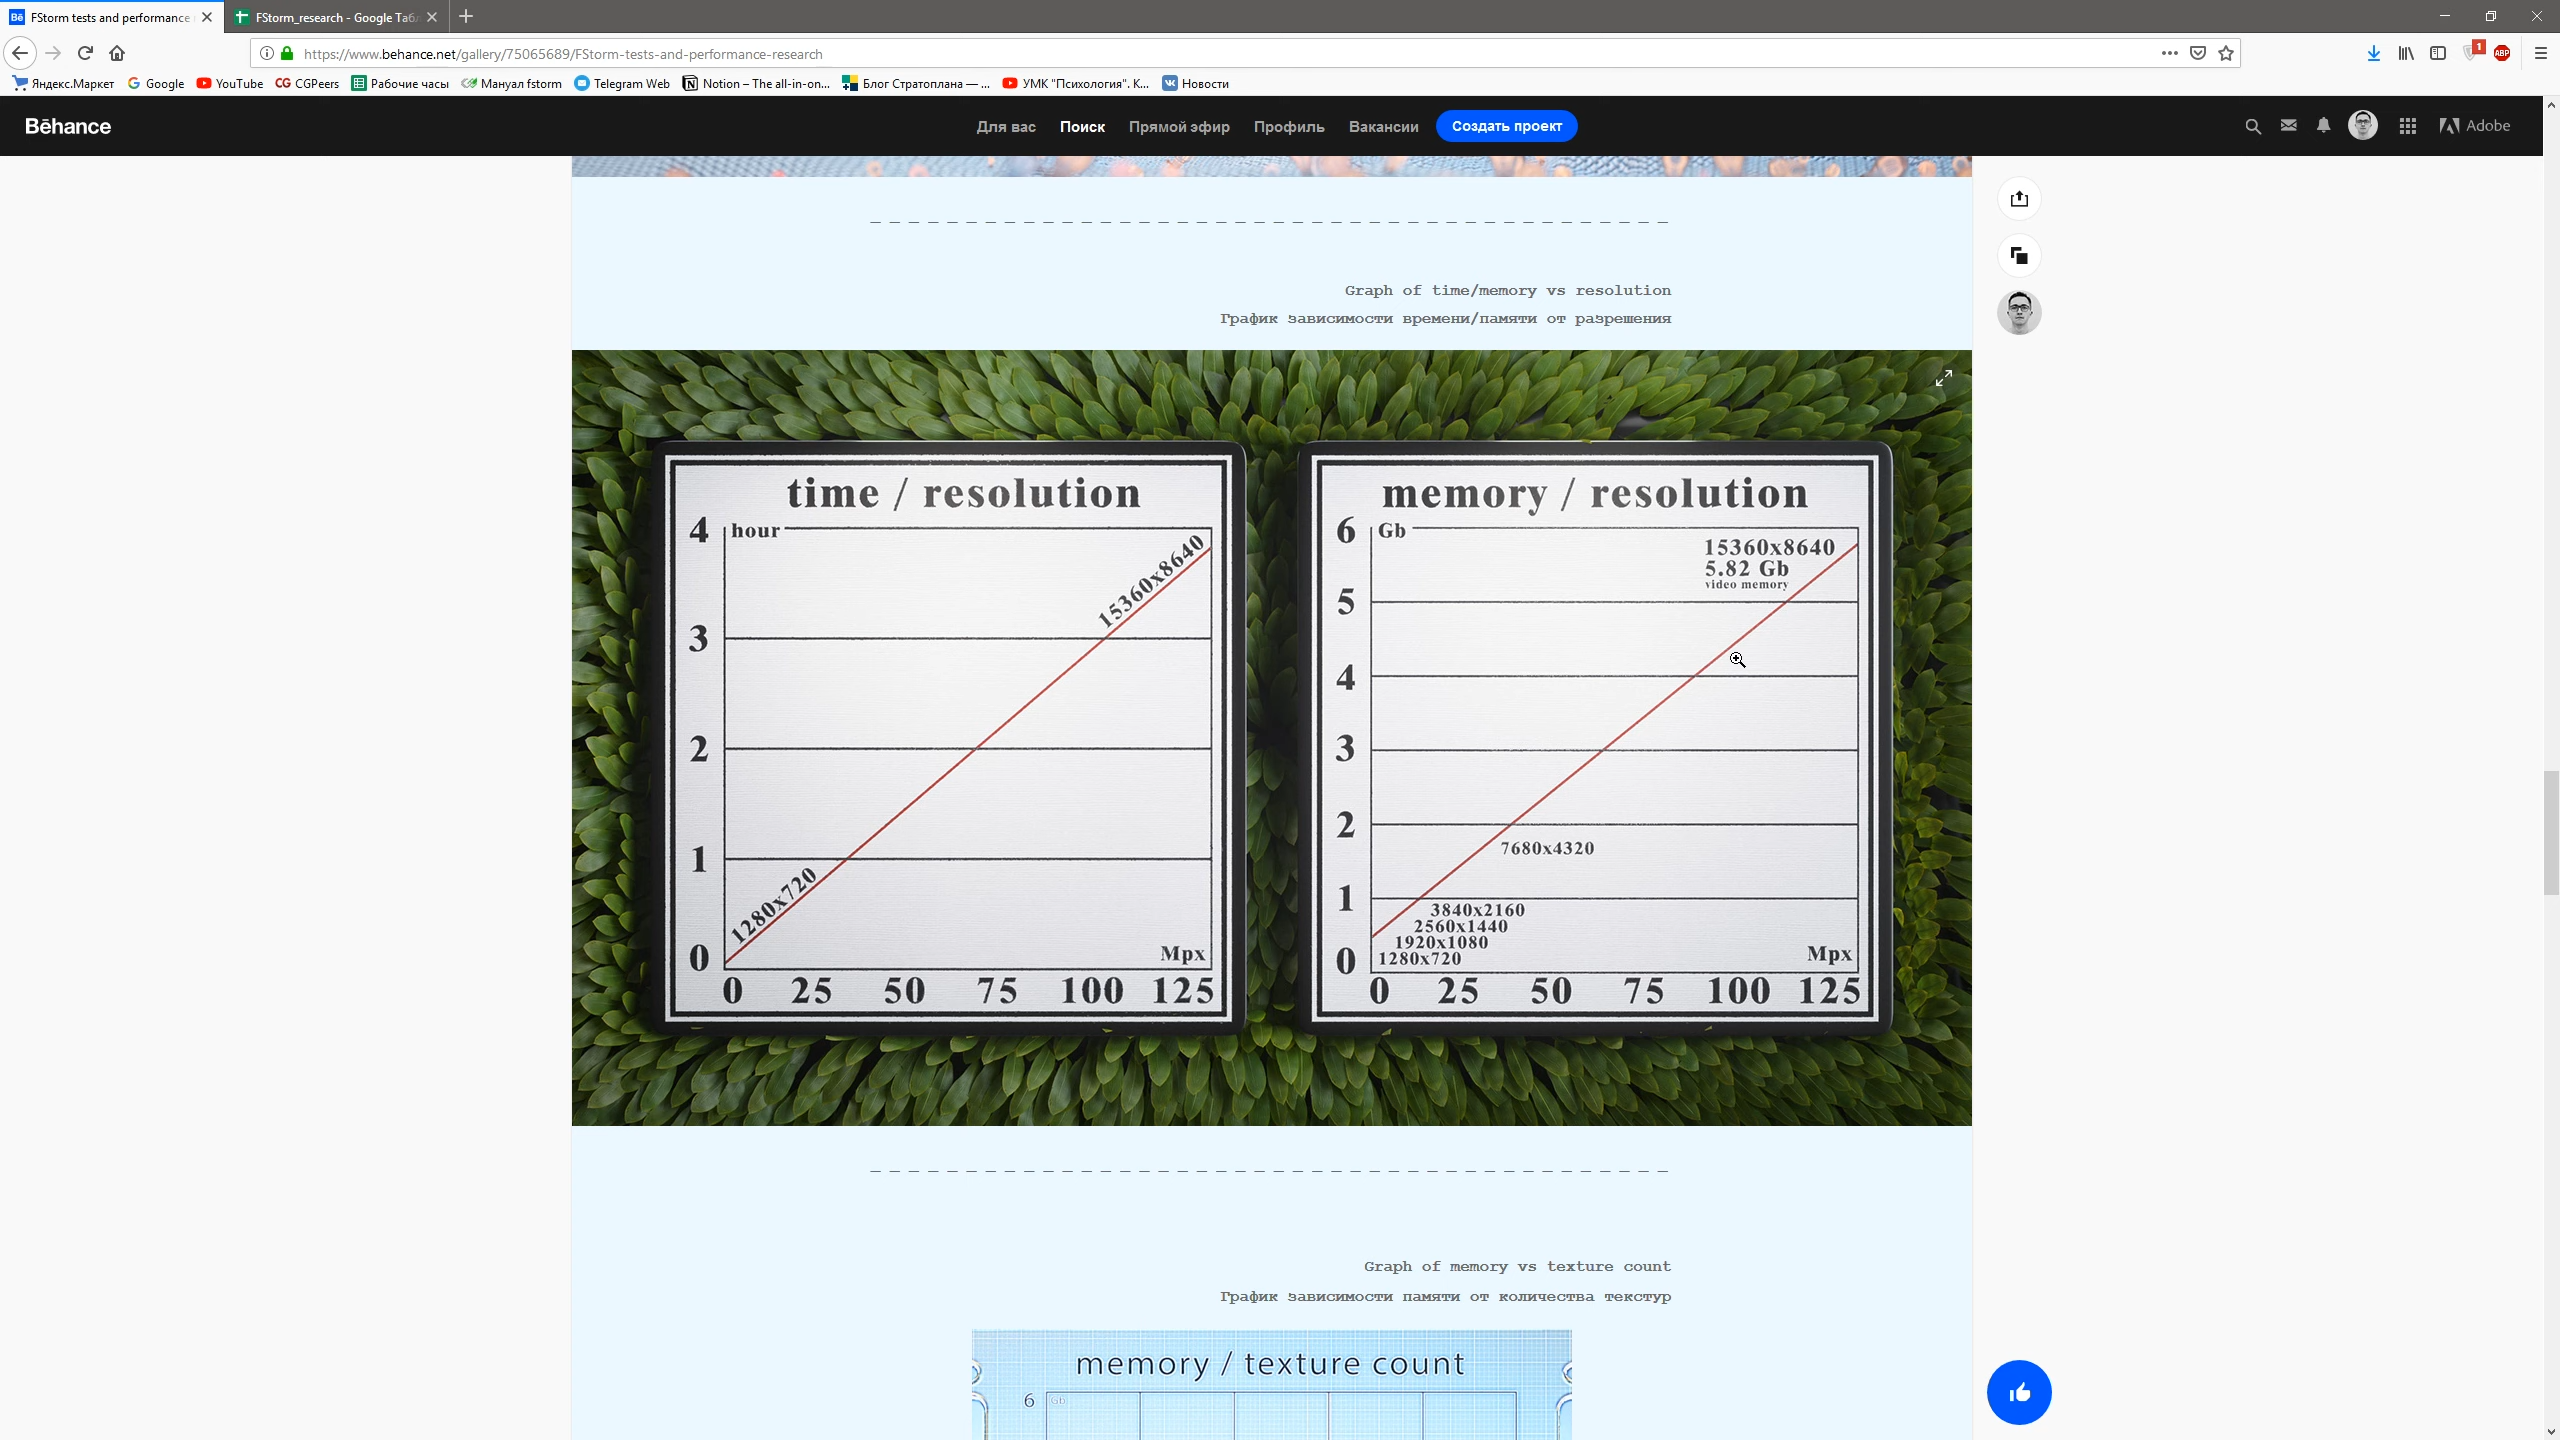 FStorm tests and performance
FStorm_research - Google Таб
https://www.behance.net/gallery/75065689/FStorm-tests-and-performance-research
1
ABP
Яндекс.Маркет
Google
YouTube
CGPeers
Рабочие часы
Мануал fstorm
Telegram Web
Notion – The all-in-on...
Блог Стратоплана — ...
УМК "Психология". К...
Новости
Bēhance
Для вас
Поиск
Прямой эфир
Профиль
Вакансии
Создать проект
Adobe
Graph of time/memory vs resolution
График зависимости времени/памяти от разрешения
time / resolution
4
hour
15360x8640
3
2
1
1280x720
0
Mpx
0 25 50 75 100 125
memory / resolution
6
Gb
15360x8640
5.82 Gb
video memory
5
4
3
2
7680x4320
1
3840x2160
2560x1440
1920x1080
1280x720
0
Mpx
0 25 50 75 100 125
Graph of memory vs texture count
График зависимости памяти от количества текстур
memory / texture count
6
Gb